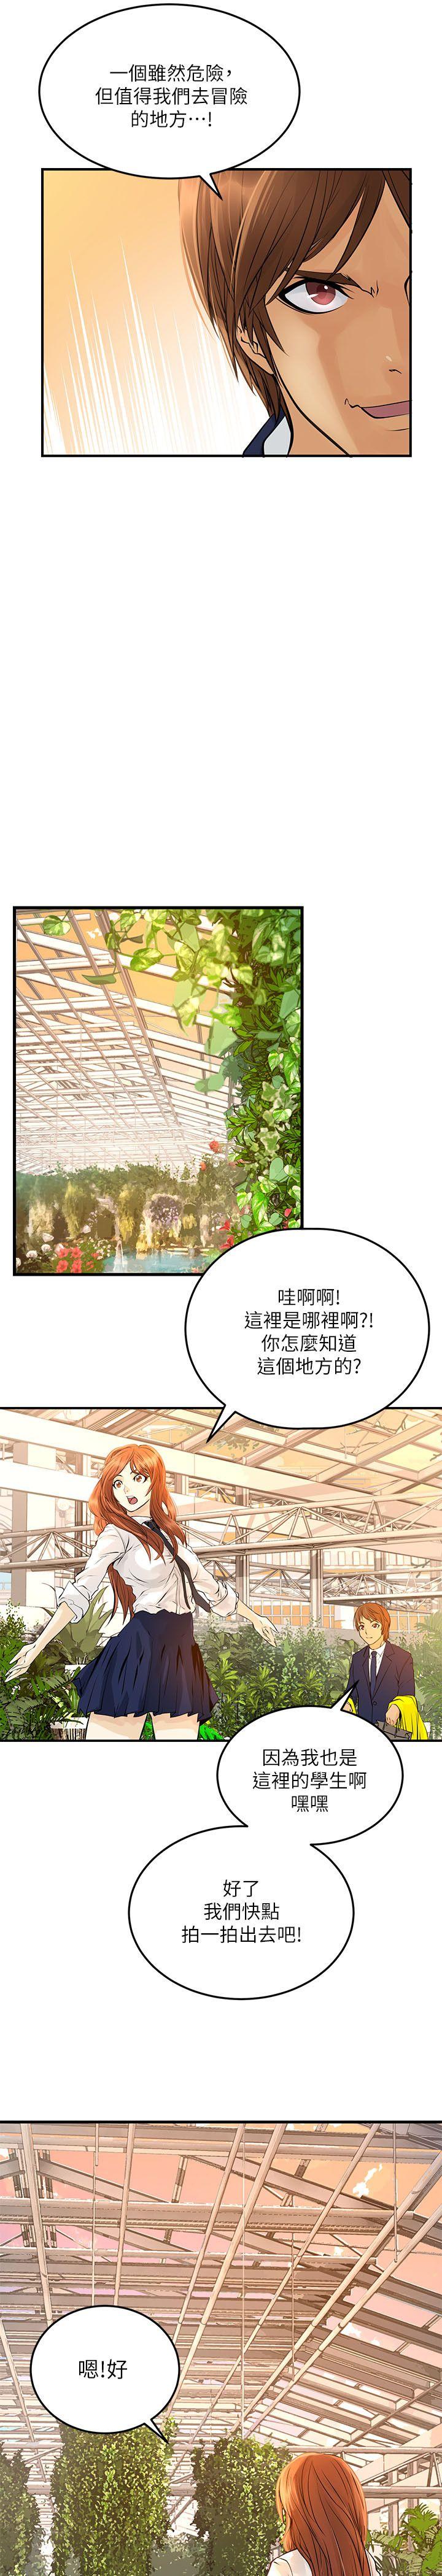 一個雖然危險，
但值得我們去冒險
的地方…!
哇啊啊!
這裡是哪裡啊?!
你怎麼知道
這個地方的?
因為我也是
這裡的學生啊
嘿嘿
好了
我們快點
拍一拍出去吧!
嗯!好